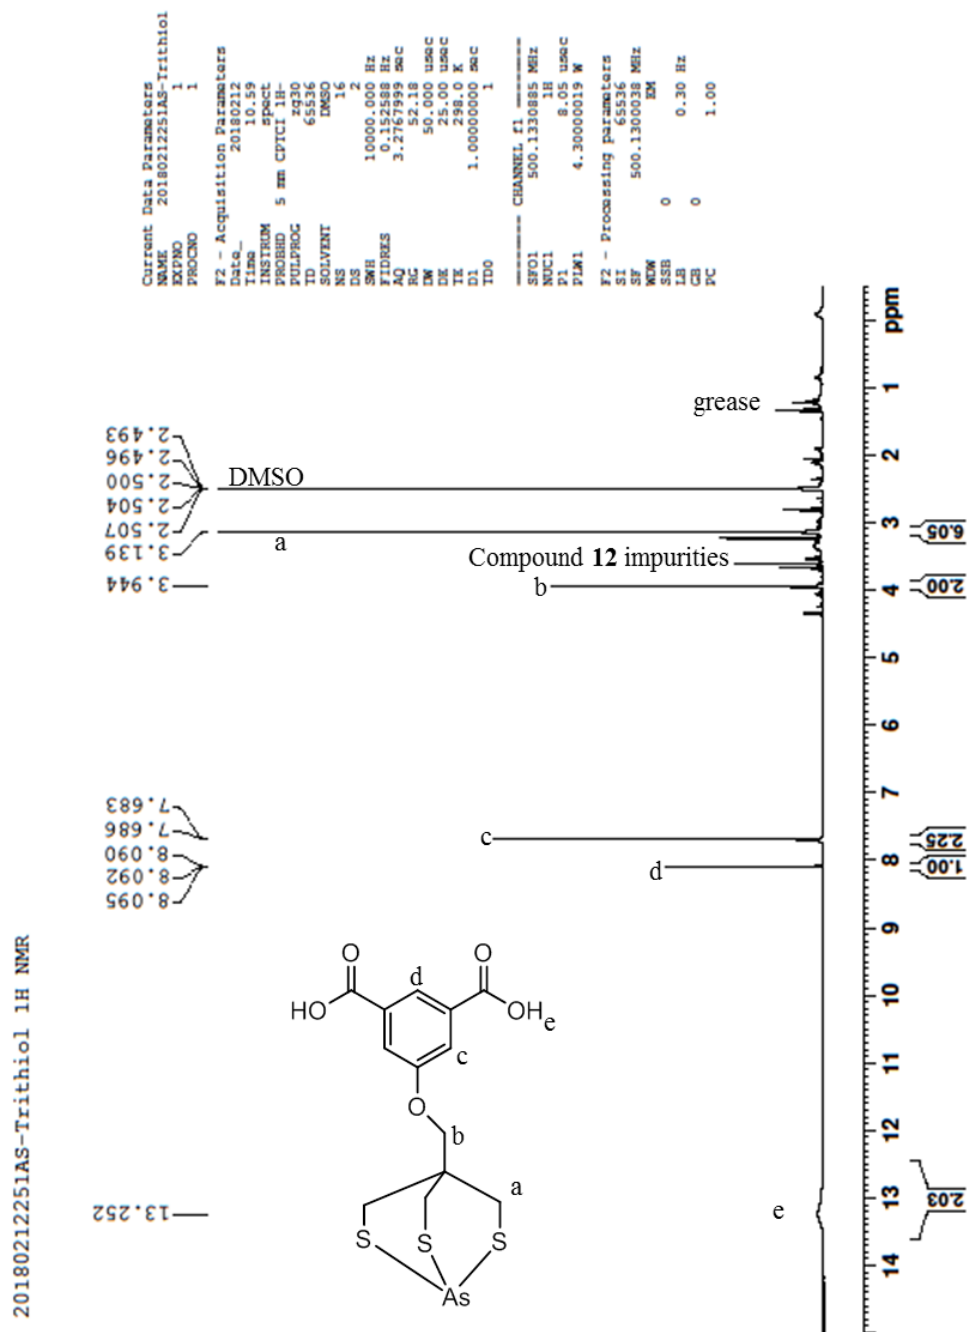 20180212251AS-Trithiol 1H NMR
Current Data Parameters
NAME 20180212251AS-Trithiol
EXPNO 1
PROCNO 1
F2 - Acquisition Parameters
Date_ 20180212
Time 10.59
INSTRUM spect
PROBHD 5 mm CPTCI 1H-
PULPROG zg30
TD 65536
SOLVENT DMSO
NS 16
DS 2
SWH 10000.000 Hz
FIDRES 0.152588 Hz
AQ 3.2767999 sec
RG 52.18
DW 50.000 usec
DE 25.00 usec
TE 298.0 K
D1 1.00000000 sec
TD0 1
======== CHANNEL f1 ========
SFO1 500.1330885 MHz
NUC1 1H
P1 8.05 usec
PLW1 4.30000019 W
F2 - Processing parameters
SI 65536
SF 500.1300038 MHz
WDW EM
SSB 0
LB 0.30 Hz
GB 0
PC 1.00
2.493
2.496
2.500
2.504
2.507
3.139
3.944
7.683
7.686
8.090
8.092
8.095
13.252
grease
DMSO
a
Compound 12 impurities
b
c
d
e
O
O
d
HO
OH
e
c
O
b
a
S
S
S
As
ppm
1
2
3
4
5
6
7
8
9
10
11
12
13
14
6.05
2.00
2.25
1.00
2.03